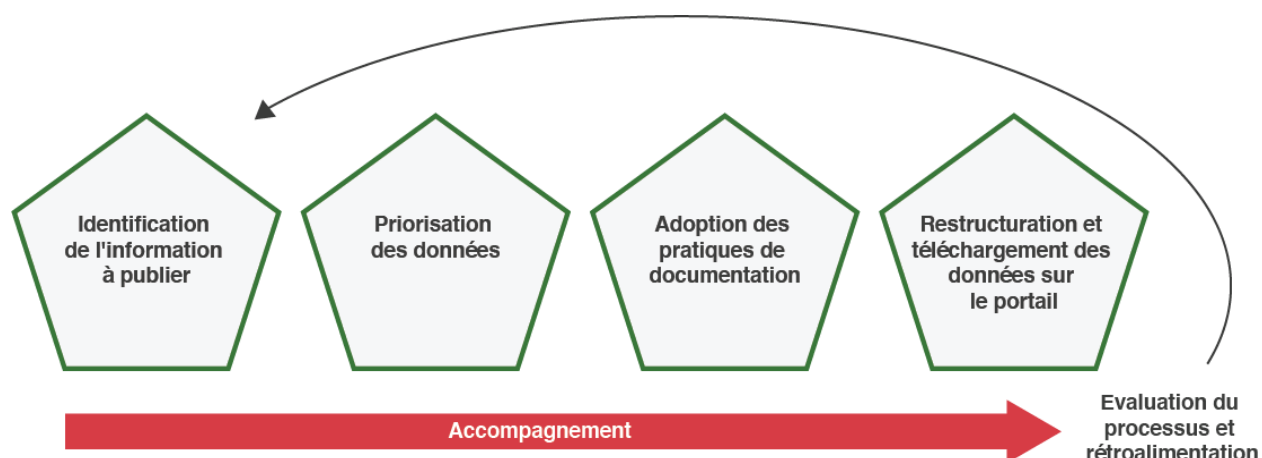 Identification
de l'information
à publier
Priorisation
des données
Adoption des
pratiques de
documentation
Restructuration et
téléchargement des
données sur
le portail
Accompagnement
Evaluation du
processus et
rétroalimentation